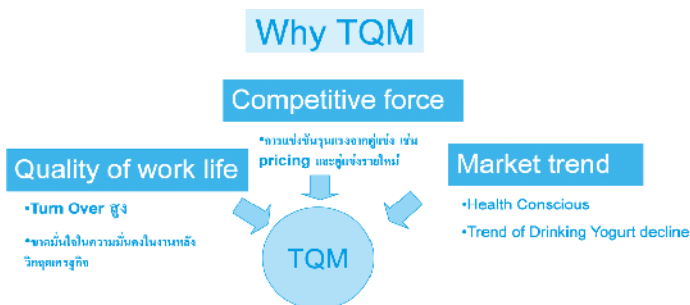 Why TQM
Competitive force
•การแข่งขันรุนแรงจากคู่แข่ง เช่น
pricing และคู่แข่งรายใหม่
Quality of work life
•Turn Over สูง
•ขาดมั่นใจในความมั่นคงในงานหลัง
วิกฤตเศรฐกิจ
Market trend
•Health Conscious
•Trend of Drinking Yogurt decline
TQM